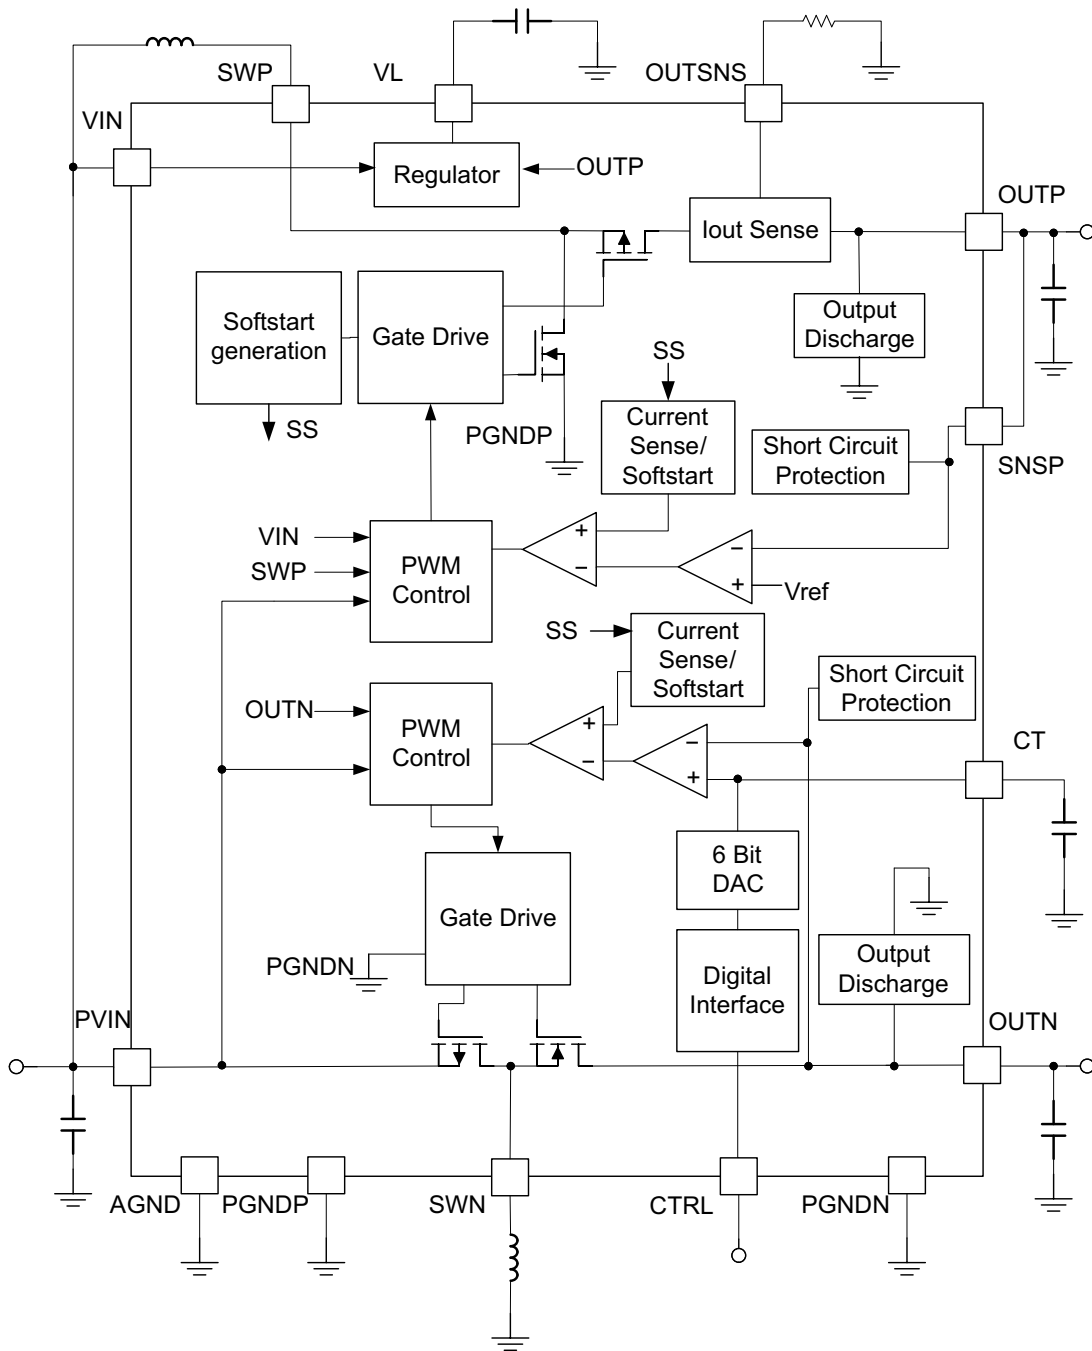 SWP
VL
OUTSNS
VIN
Regulator
OUTP
OUTP
Iout Sense
Softstart
generation
Gate Drive
Output
Discharge
SS
SS
PGNDP
Current
Sense/
Softstart
Short Circuit
Protection
SNSP
VIN
SWP
PWM
Control
+
−
−
+
Vref
SS
Current
Sense/
Softstart
Short Circuit
Protection
OUTN
PWM
Control
+
−
−
+
CT
6 Bit
DAC
Gate Drive
PGNDN
Digital
Interface
Output
Discharge
PVIN
OUTN
AGND
PGNDP
SWN
CTRL
PGNDN